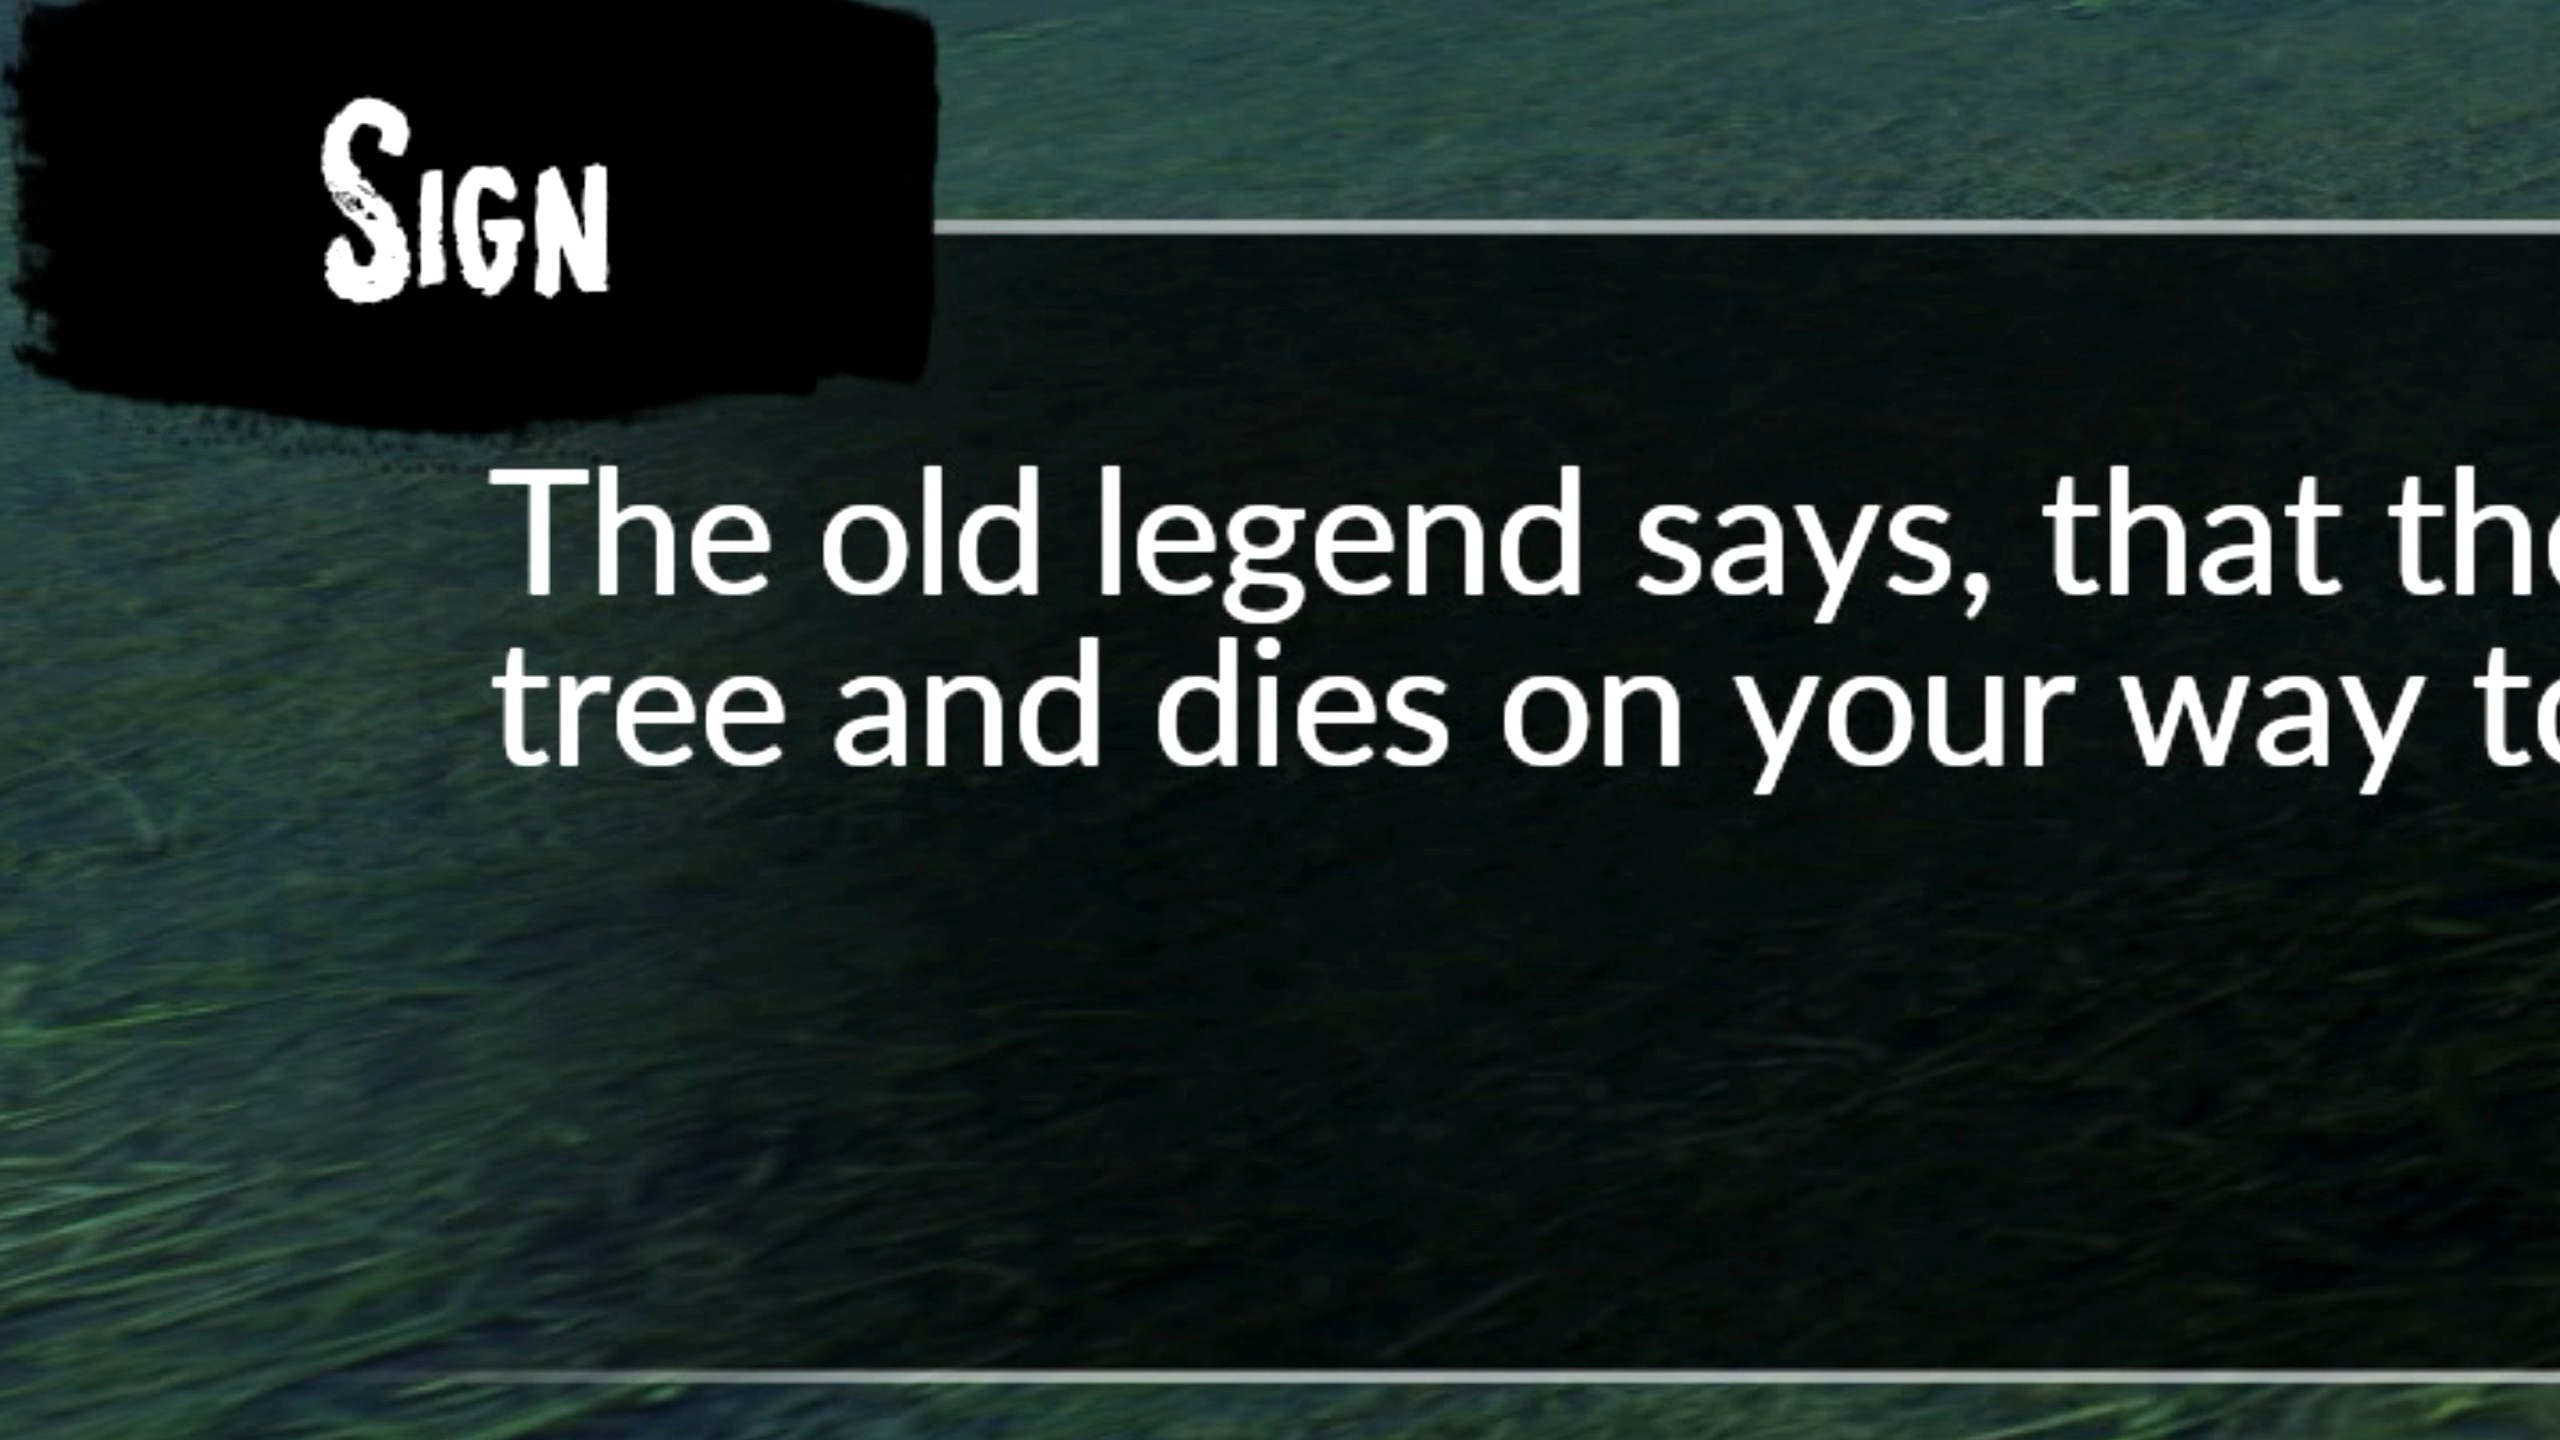 Sign
The old legend says, that
tree and dies on your way